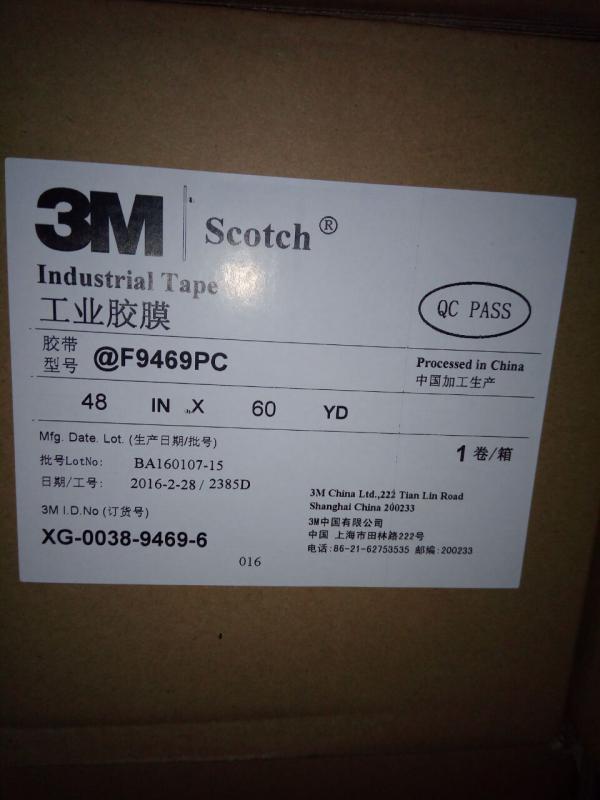 3M Scotch®
Industrial Tape
工业胶膜
QC PASS
胶带
型号 @F9469PC
Processed in China
中国加工生产
48 IN X 60 YD
Mfg. Date. Lot. (生产日期/批号)
1 卷/箱
批号LotNo: BA160107-15
日期/工号: 2016-2-28 / 2385D
3M I.D.No (订货号)
XG-0038-9469-6
016
3M China Ltd.,222 Tian Lin Road
Shanghai China 200233
3M中国有限公司
中国 上海市田林路222号
电话:86-21-62753535 邮编:200233